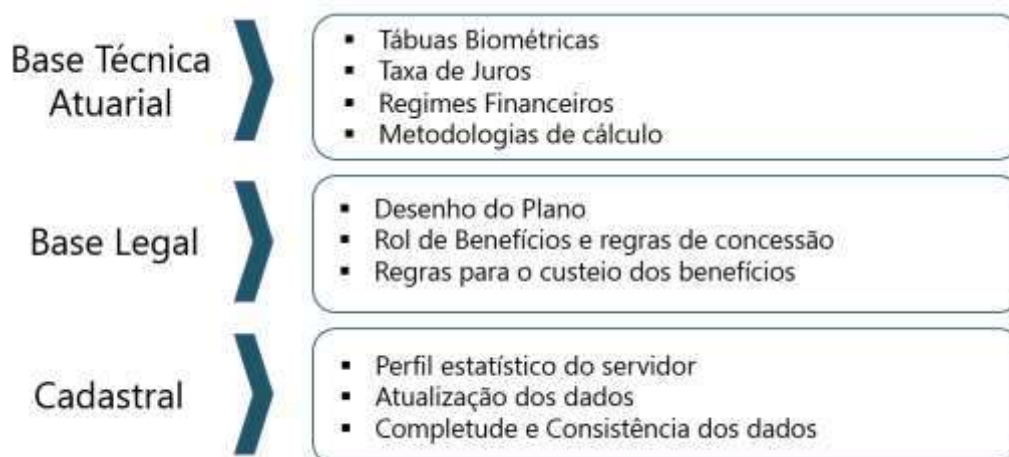 Base Técnica
Atuarial
▪ Tábuas Biométricas
▪ Taxa de Juros
▪ Regimes Financeiros
▪ Metodologias de cálculo
Base Legal
▪ Desenho do Plano
▪ Rol de Benefícios e regras de concessão
▪ Regras para o custeio dos benefícios
Cadastral
▪ Perfil estatístico do servidor
▪ Atualização dos dados
▪ Completude e Consistência dos dados